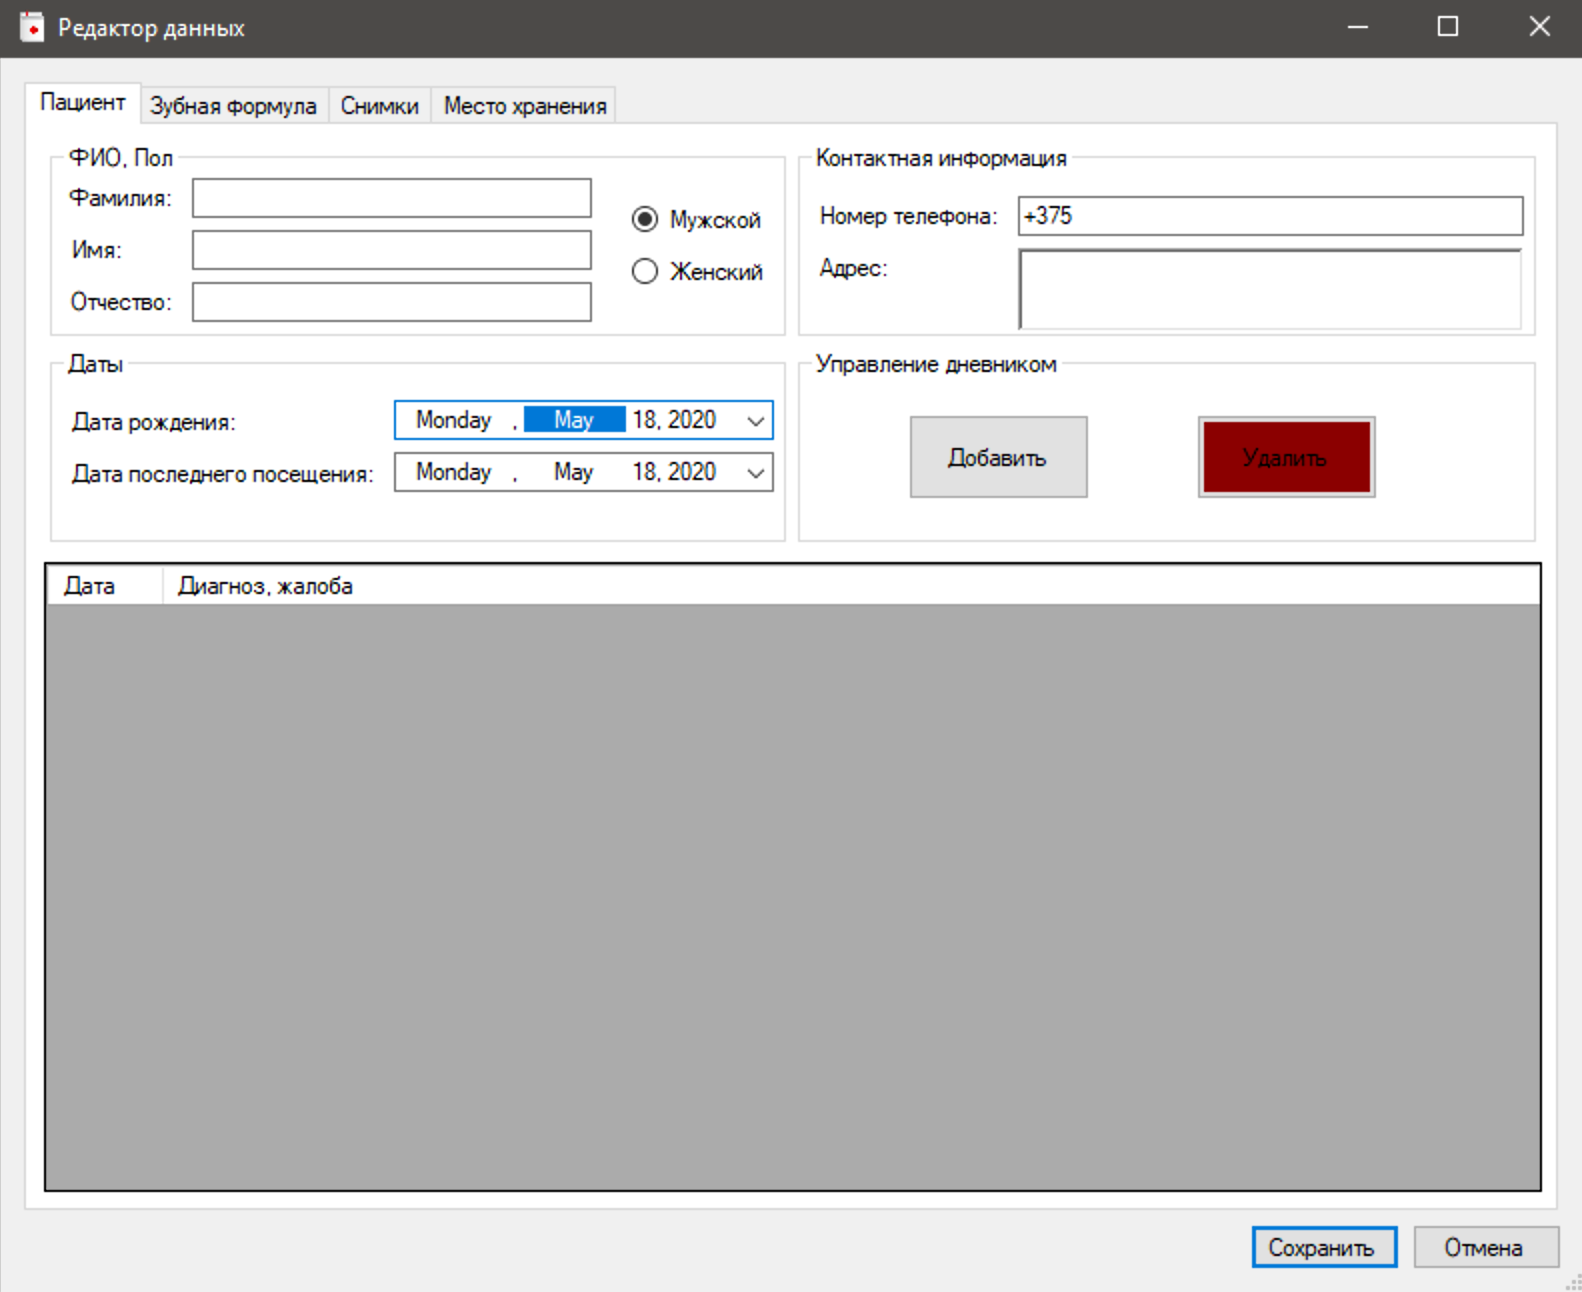 Редактор данных
Пациент Зубная формула Снимки Место хранения
ФИО, Пол
Фамилия:
Имя:
Отчество:
Мужской
Женский
Контактная информация
Номер телефона: +375
Адрес:
Даты
Дата рождения: Monday , May 18, 2020
Дата последнего посещения: Monday , May 18, 2020
Управление дневником
Добавить Удалить
Дата Диагноз, жалоба
Сохранить Отмена